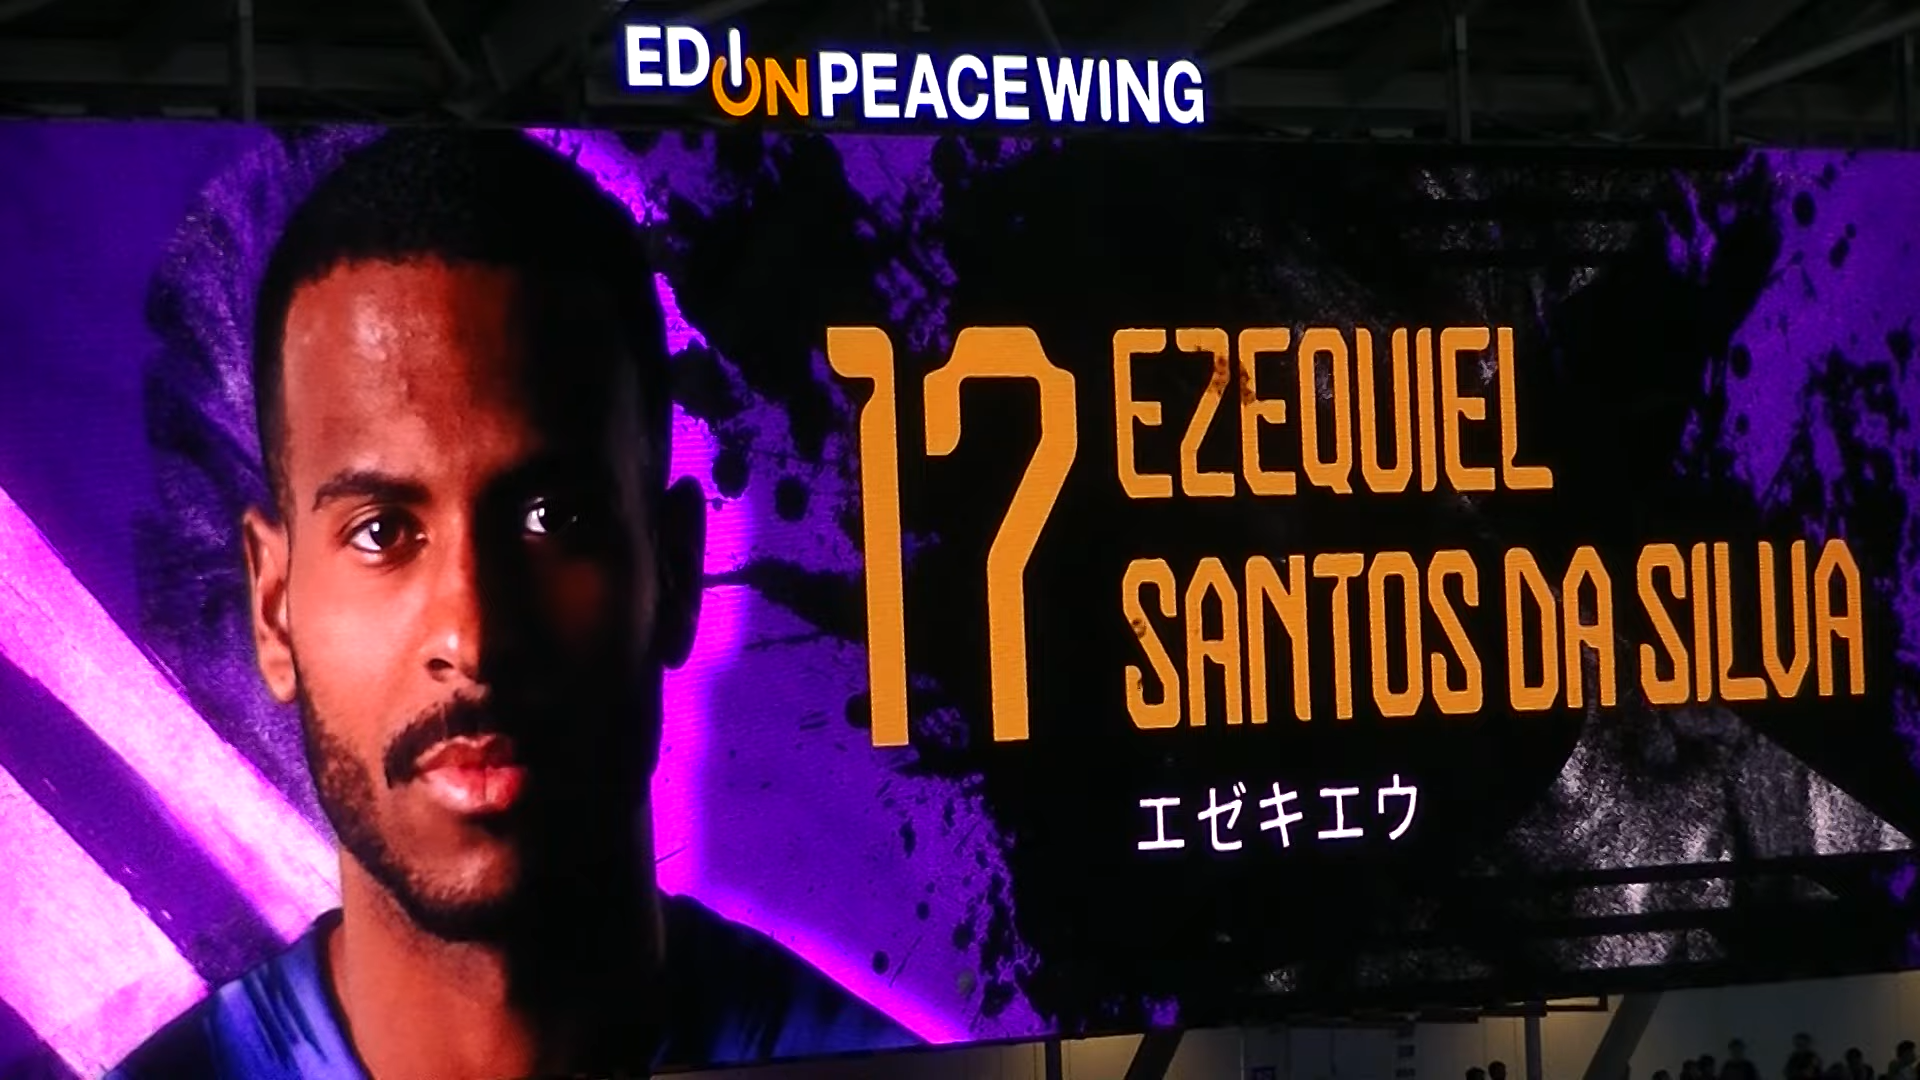 EDION PEACE WING
17
EZEQUIEL
SANTOS DA SILVA
エゼキエウ